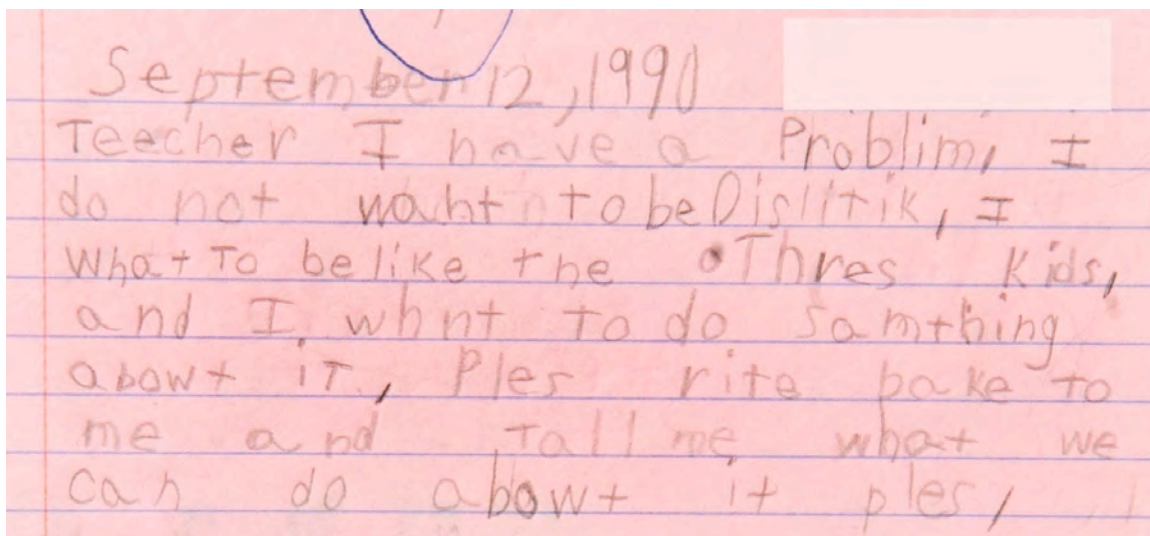 September 12, 1990
Teecher I have a Problim, I
do not waht to be Dislitik, I
what To be like the oThres Kids,
and I whnt to do samthing
abowt iT, Ples rite bake to
me and Tall me what we
can do abowt it ples,